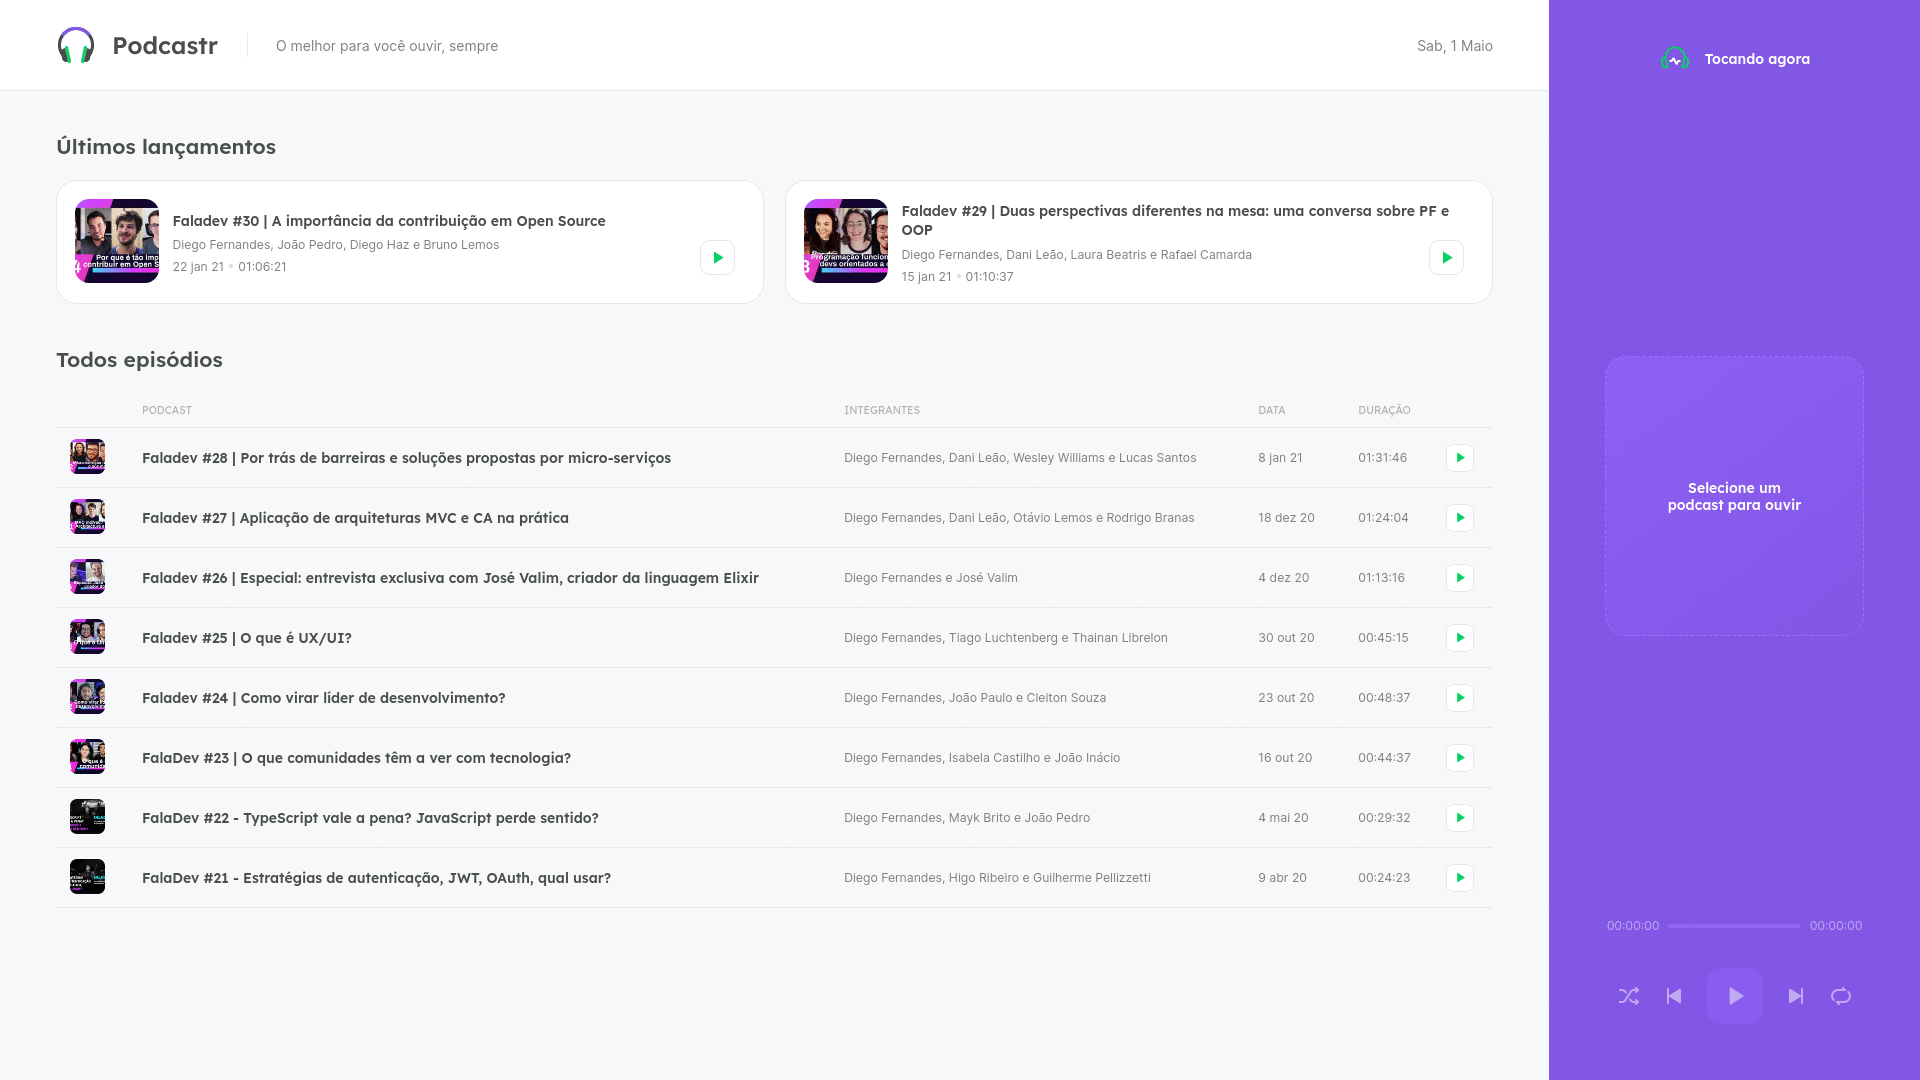 Podcastr
O melhor para você ouvir, sempre
Sab, 1 Maio
Tocando agora
Últimos lançamentos
Faladev #30 | A importância da contribuição em Open Source
Diego Fernandes, João Pedro, Diego Haz e Bruno Lemos
22 jan 21 • 01:06:21
Faladev #29 | Duas perspectivas diferentes na mesa: uma conversa sobre PF e
OOP
Diego Fernandes, Dani Leão, Laura Beatris e Rafael Camarda
15 jan 21 • 01:10:37
Todos episódios
PODCAST INTEGRANTES DATA DURAÇÃO
Faladev #28 | Por trás de barreiras e soluções propostas por micro-serviços Diego Fernandes, Dani Leão, Wesley Williams e Lucas Santos 8 jan 21 01:31:46
Faladev #27 | Aplicação de arquiteturas MVC e CA na prática Diego Fernandes, Dani Leão, Otávio Lemos e Rodrigo Branas 18 dez 20 01:24:04
Faladev #26 | Especial: entrevista exclusiva com José Valim, criador da linguagem Elixir Diego Fernandes e José Valim 4 dez 20 01:13:16
Faladev #25 | O que é UX/UI? Diego Fernandes, Tiago Luchtenberg e Thainan Librelon 30 out 20 00:45:15
Faladev #24 | Como virar líder de desenvolvimento? Diego Fernandes, João Paulo e Cleiton Souza 23 out 20 00:48:37
FalaDev #23 | O que comunidades têm a ver com tecnologia? Diego Fernandes, Isabela Castilho e João Inácio 16 out 20 00:44:37
FalaDev #22 - TypeScript vale a pena? JavaScript perde sentido? Diego Fernandes, Mayk Brito e João Pedro 4 mai 20 00:29:32
FalaDev #21 - Estratégias de autenticação, JWT, OAuth, qual usar? Diego Fernandes, Higo Ribeiro e Guilherme Pellizzetti 9 abr 20 00:24:23
Selecione um
podcast para ouvir
00:00:00 00:00:00